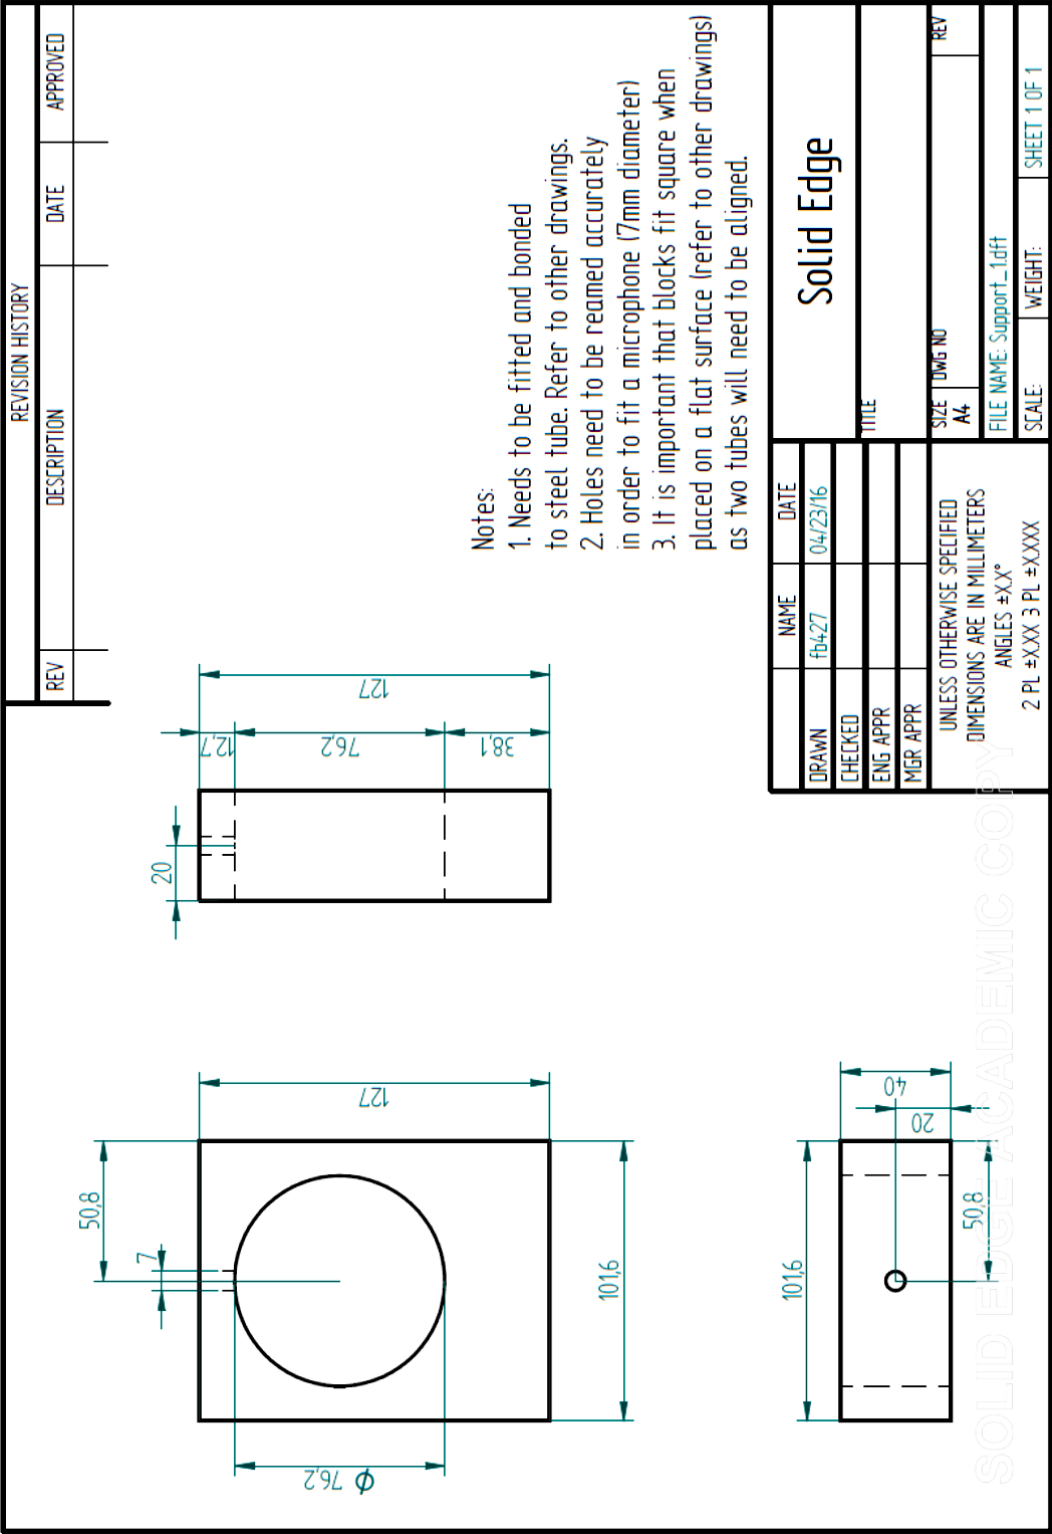 REVISION HISTORY
REV DESCRIPTION DATE APPROVED
50,8
7
Φ 76,2
101,6
127
20
12,7
76,2
38,1
127
101,6
50,8
40
20
Notes:
1. Needs to be fitted and bonded
to steel tube. Refer to other drawings.
2. Holes need to be reamed accurately
in order to fit a microphone (7mm diameter)
3. It is important that blocks fit square when
placed on a flat surface (refer to other drawings)
as two tubes will need to be aligned.
NAME DATE
DRAWN fb427 04/23/16
CHECKED
ENG APPR
MGR APPR
UNLESS OTHERWISE SPECIFIED
DIMENSIONS ARE IN MILLIMETERS
ANGLES ±X.X°
2 PL ±X.XX 3 PL ±X.XXX
Solid Edge
TITLE
SIZE DWG NO REV
A4
FILE NAME: Support_1.dft
SCALE: WEIGHT: SHEET 1 OF 1
SOLID EDGE ACADEMIC COPY